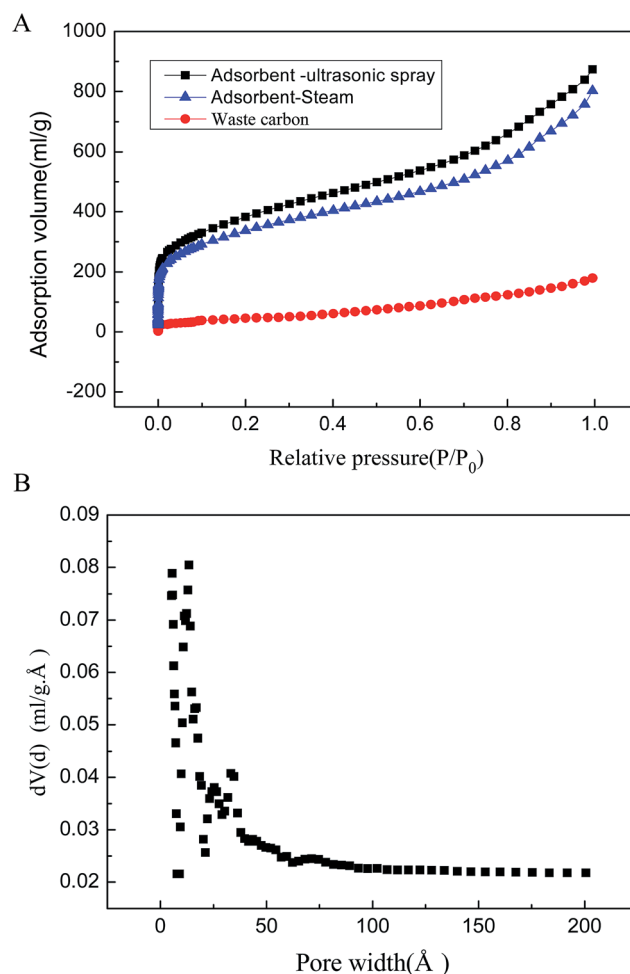 A
1000
800
600
400
200
0
-200
Adsorption volume(ml/g)
Adsorbent -ultrasonic spray
Adsorbent-Steam
Waste carbon
0.0 0.2 0.4 0.6 0.8 1.0
Relative pressure(P/P₀)
B
0.09
0.08
0.07
0.06
0.05
0.04
0.03
0.02
dV(d) (ml/g.Å)
0 50 100 150 200
Pore width(Å )